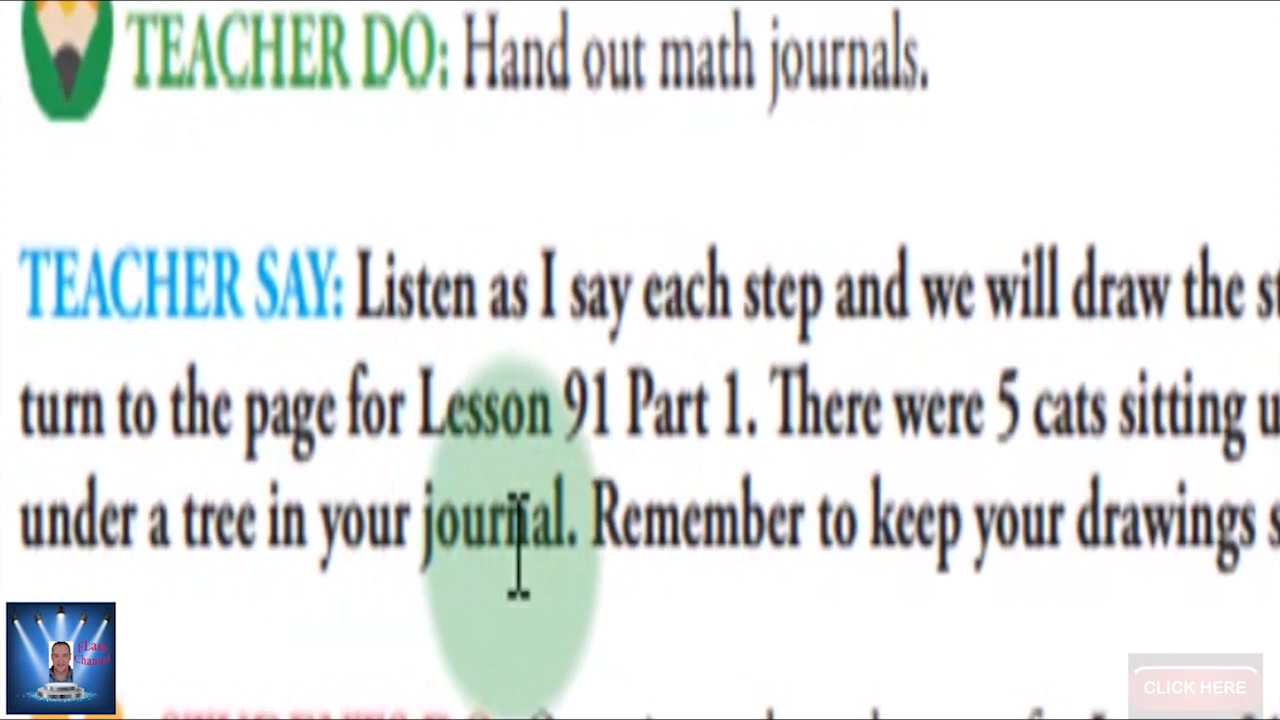 TEACHER DO: Hand out math journals.
TEACHER SAY: Listen as I say each step and we will draw the
turn to the page for Lesson 91 Part 1. There were 5 cats sitting
under a tree in your journal. Remember to keep your drawings
CLICK HERE